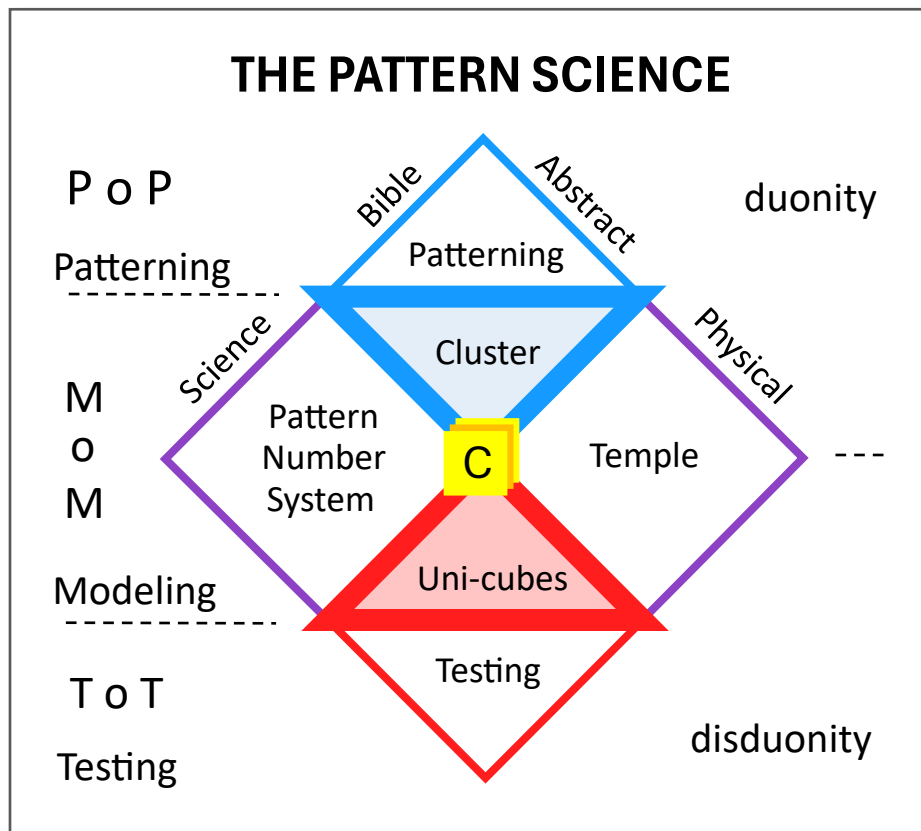 THE PATTERN SCIENCE
P o P
Bible
Abstract
duonity
Patterning
Patterning
Science
Physical
Cluster
M
o
M
Pattern
Number
System
C
Temple
Modeling
Uni-cubes
T o T
Testing
disduonity
Testing